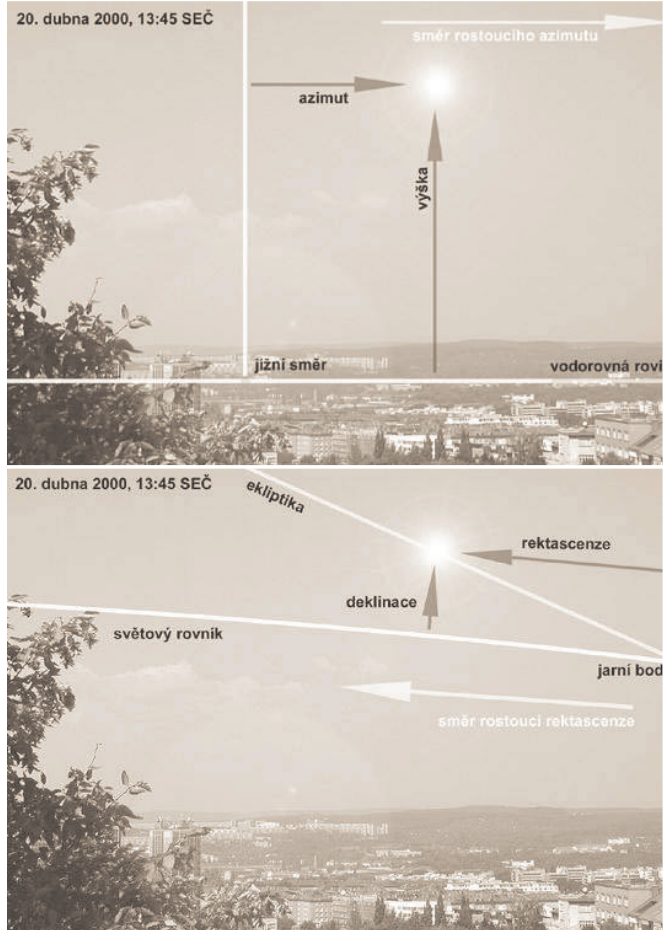 20. dubna 2000, 13:45 SEČ
směr rostoucího azimutu
azimut
výška
jižní směr
vodorovná rovi
20. dubna 2000, 13:45 SEČ
ekliptika
rektascenze
deklinace
světový rovník
jarní bod
směr rostoucí rektascenze